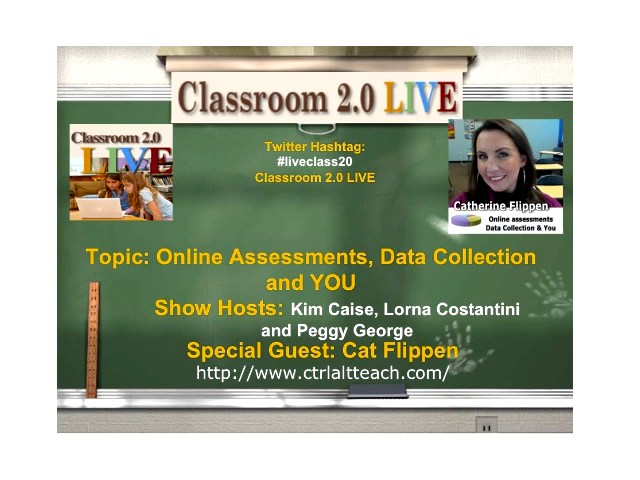 Classroom 2.0 LIVE
Classroom 2.0
LIVE
Twitter Hashtag:
#liveclass20
Classroom 2.0 LIVE
Catherine Flippen
Online assessments
Data Collection & You
Topic: Online Assessments, Data Collection
and YOU
Show Hosts: Kim Caise, Lorna Costantini
and Peggy George
Special Guest: Cat Flippen
http://www.ctrlaltteach.com/